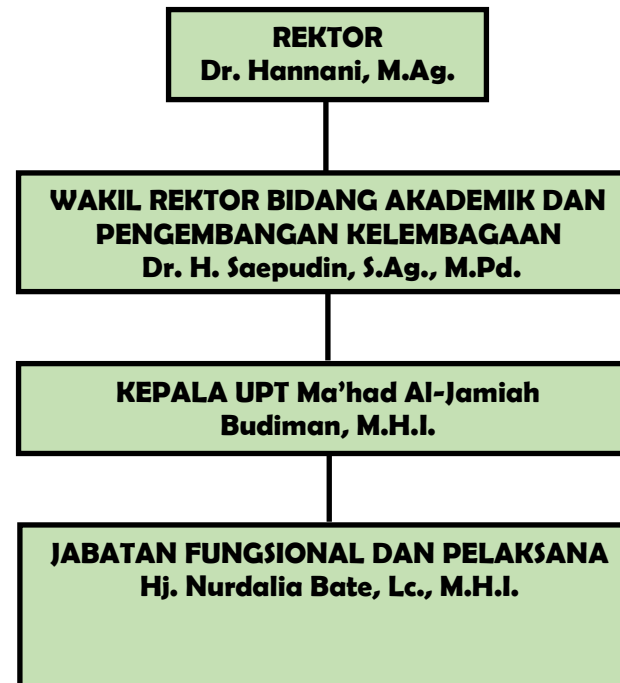 REKTOR
Dr. Hannani, M.Ag.
WAKIL REKTOR BIDANG AKADEMIK DAN
PENGEMBANGAN KELEMBAGAAN
Dr. H. Saepudin, S.Ag., M.Pd.
KEPALA UPT Ma’had Al-Jamiah
Budiman, M.H.I.
JABATAN FUNGSIONAL DAN PELAKSANA
Hj. Nurdalia Bate, Lc., M.H.I.